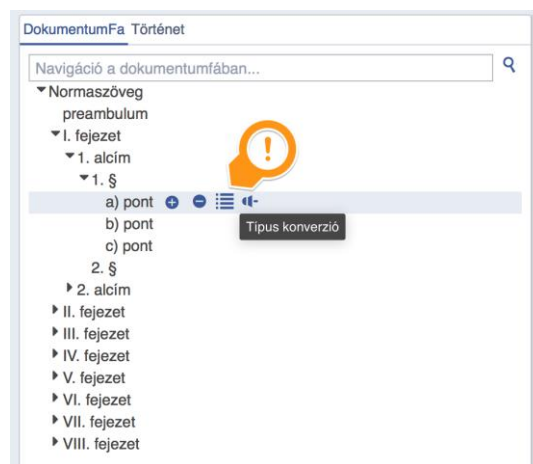 DokumentumFa Történet
Navigáció a dokumentumfában...
Normaszöveg
preambulum
I. fejezet
1. alcím
1. §
a) pont
Típus konverzió
b) pont
c) pont
2. §
2. alcím
II. fejezet
III. fejezet
IV. fejezet
V. fejezet
VI. fejezet
VII. fejezet
VIII. fejezet